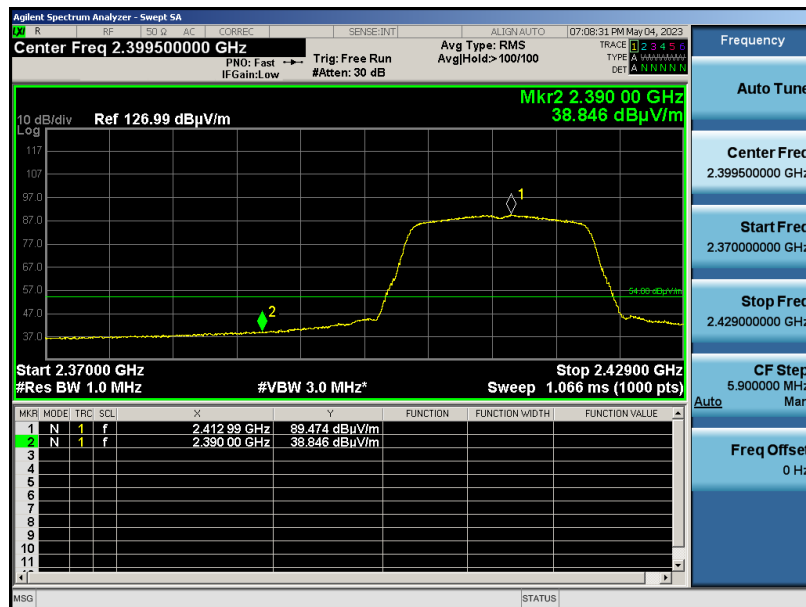 Agilent Spectrum Analyzer - Swept SA
LXI R RF 50 Ω AC CORREC SENSE:INT ALIGN AUTO 07:08:31 PM May 04, 2023
Center Freq 2.399500000 GHz
PNO: Fast
IFGain:Low
Trig: Free Run
#Atten: 30 dB
Avg Type: RMS
Avg|Hold:>100/100
TRACE 1 2 3 4 5 6
TYPE A WWWWW
DET A N N N N N
Mkr2 2.390 00 GHz
38.846 dBµV/m
10 dB/div Ref 126.99 dBµV/m
Log
117
107
97.0
87.0
77.0
67.0
57.0
47.0
37.0
1
2
54.00 dBµV/m
Start 2.37000 GHz Stop 2.42900 GHz
#Res BW 1.0 MHz #VBW 3.0 MHz* Sweep 1.066 ms (1000 pts)
MKR MODE TRC SCL X Y FUNCTION FUNCTION WIDTH FUNCTION VALUE
1 N 1 f 2.412 99 GHz 89.474 dBµV/m
2 N 1 f 2.390 00 GHz 38.846 dBµV/m
3
4
5
6
7
8
9
10
11
MSG STATUS
Frequency
Auto Tune
Center Freq
2.399500000 GHz
Start Freq
2.370000000 GHz
Stop Freq
2.429000000 GHz
CF Step
5.900000 MHz
Auto Man
Freq Offset
0 Hz